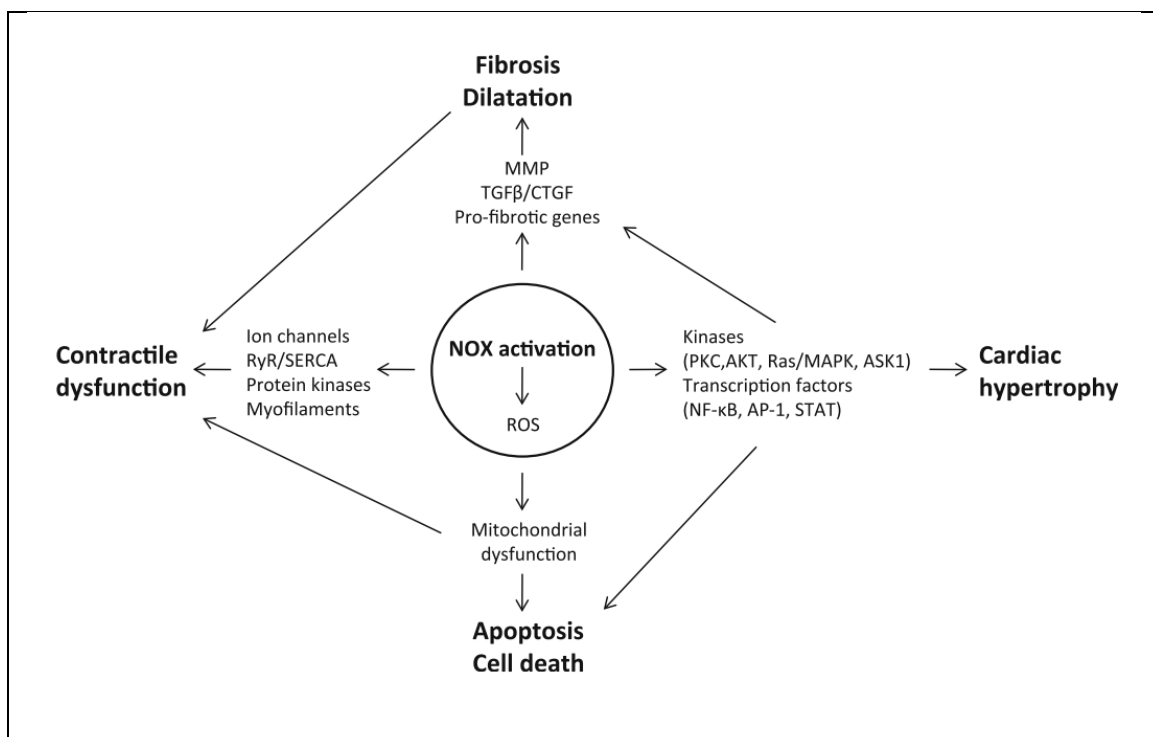 Fibrosis
Dilatation
MMP
TGFβ/CTGF
Pro-fibrotic genes
Contractile
dysfunction
Ion channels
RyR/SERCA
Protein kinases
Myofilaments
NOX activation
ROS
Kinases
(PKC,AKT, Ras/MAPK, ASK1)
Transcription factors
(NF-κB, AP-1, STAT)
Cardiac
hypertrophy
Mitochondrial
dysfunction
Apoptosis
Cell death